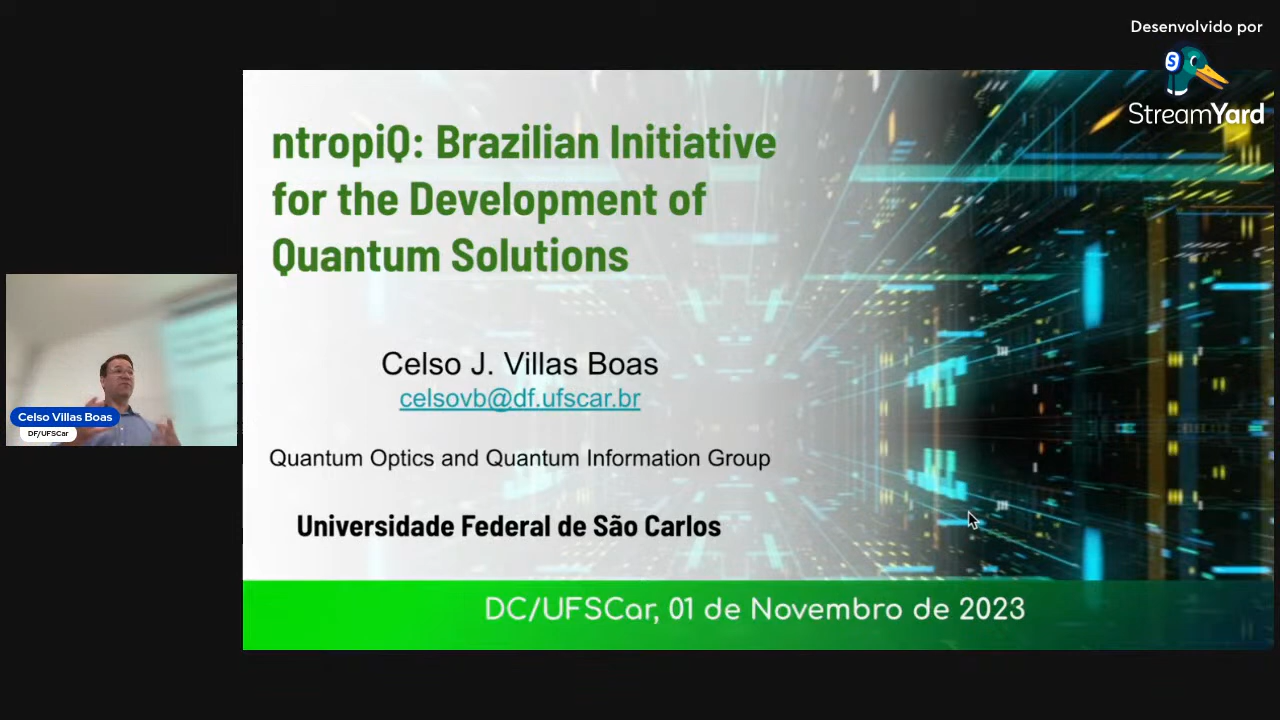 Desenvolvido por
StreamYard
ntropiQ: Brazilian Initiative
for the Development of
Quantum Solutions
Celso J. Villas Boas
celsovb@df.ufscar.br
Quantum Optics and Quantum Information Group
Universidade Federal de São Carlos
DC/UFSCar, 01 de Novembro de 2023
Celso Villas Boas
DF/UFSCar